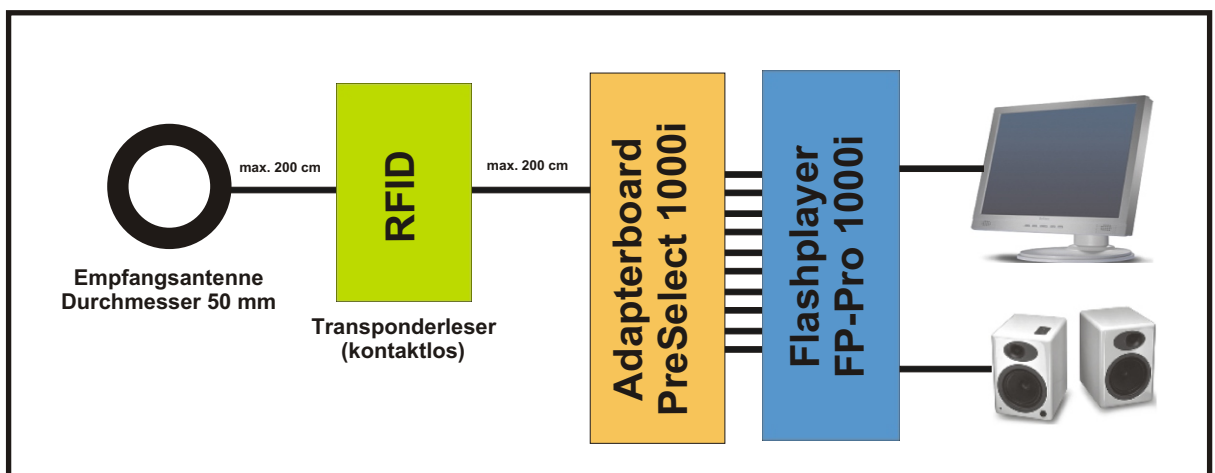 Empfangsantenne
Durchmesser 50 mm
max. 200 cm
RFID
Transponderleser
(kontaktlos)
max. 200 cm
Adapterboard
PreSelect 1000i
Flashplayer
FP-Pro 1000i